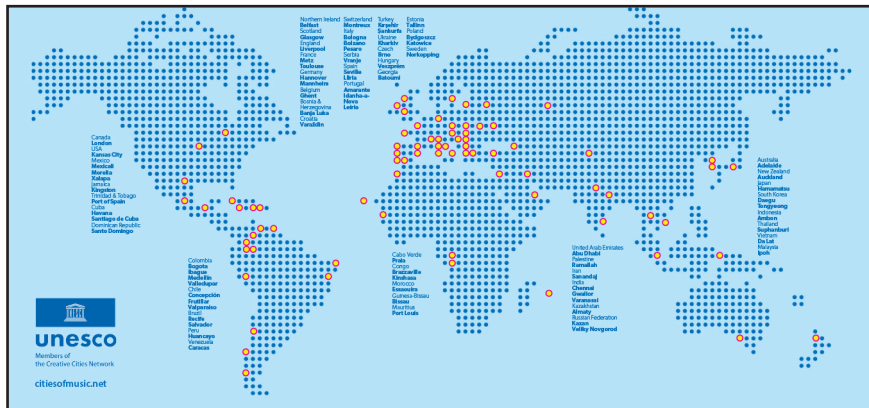 Northern Ireland
Belfast
Scotland
Glasgow
England
Liverpool
France
Metz
Toulouse
Germany
Hannover
Mannheim
Belgium
Ghent
Bosnia &
Herzegovina
Banja Luka
Croatia
Varaždin
Switzerland
Montreux
Italy
Bologna
Bolzano
Pesaro
Serbia
Vranje
Spain
Seville
Llíria
Portugal
Amarante
Idanha-a-
Nova
Leiria
Turkey
Kırşehir
Sanlıurfa
Ukraine
Kharkiv
Czech
Brno
Hungary
Veszprém
Georgia
Batoumi
Estonia
Tallinn
Poland
Bydgoszcz
Katowice
Sweden
Norrkopping
Canada
London
USA
Kansas City
Mexico
Mexicali
Morelia
Xalapa
Jamaica
Kingston
Trinidad & Tobago
Port of Spain
Cuba
Havana
Santiago de Cuba
Dominican Republic
Santo Domingo
Australia
Adelaide
New Zealand
Auckland
Japan
Hamamatsu
South Korea
Daegu
Tongyeong
Indonesia
Ambon
Thailand
Suphanburi
Vietnam
Da Lat
Malaysia
Ipoh
Colombia
Bogota
Ibague
Medellin
Valledupar
Chile
Concepción
Frutillar
Valparaiso
Brazil
Recife
Salvador
Peru
Huancayo
Venezuela
Caracas
Cabo Verde
Praia
Congo
Brazzaville
Kinshasa
Morocco
Essaouira
Guinesa-Bissau
Bissau
Mauritius
Port Louis
United Arab Emirates
Abu Dhabi
Palestine
Ramallah
Iran
Sanandaj
India
Chennai
Gwalior
Varanasai
Kazakhstan
Almaty
Russian Federation
Kazan
Veliky Novgorod
unesco
Members of
the Creative Cities Network
citiesofmusic.net